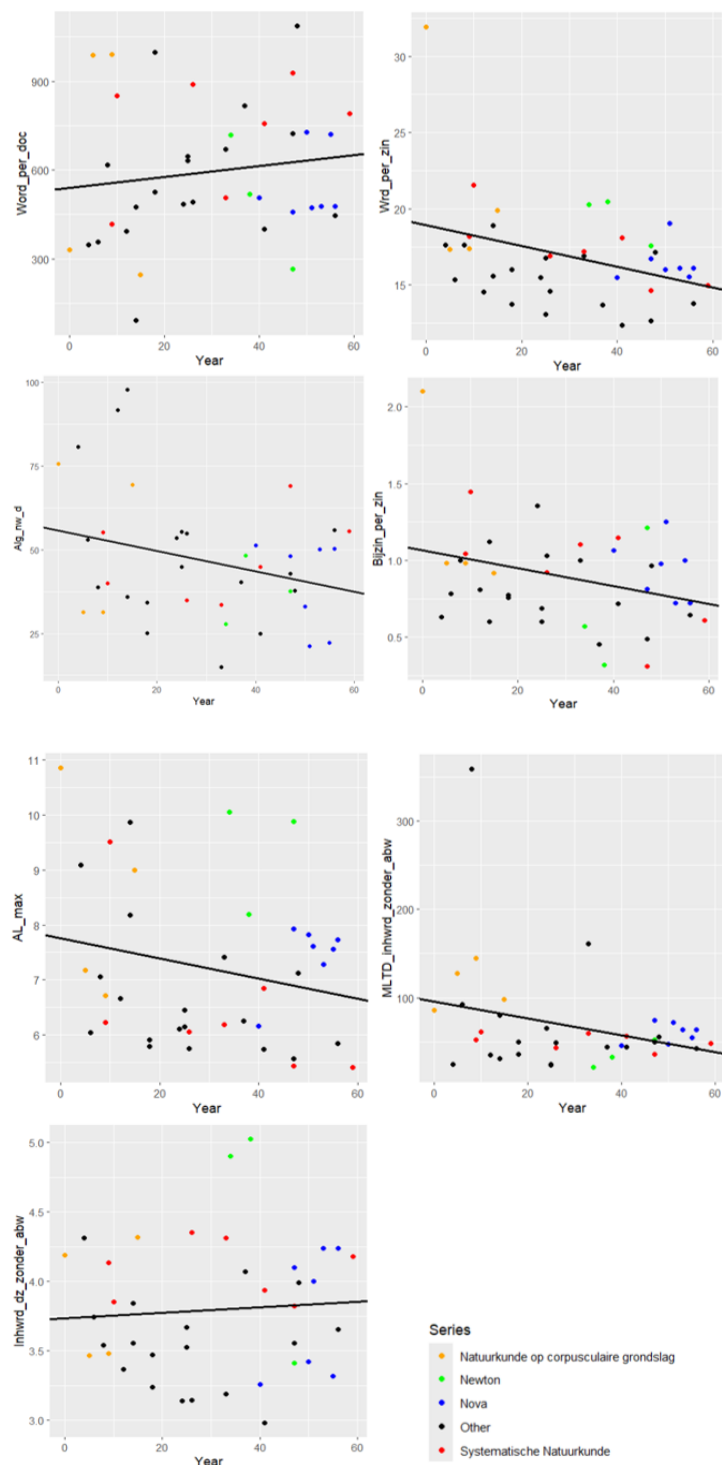 900
600
300
Word_per_doc
0
20
40
60
Year
30
25
20
15
Wrd_per_zin
0
20
40
60
Year
100
75
50
25
Alg_nw_d
0
20
40
60
Year
2.0
1.5
1.0
0.5
Bijzin_per_zin
0
20
40
60
Year
11
10
9
8
7
6
AL_max
0
20
40
60
Year
300
200
100
MLTD_inhwrd_zonder_abw
0
20
40
60
Year
5.0
4.5
4.0
3.5
3.0
Inhwrd_dz_zonder_abw
0
20
40
60
Year
Series
Natuurkunde op corpusculaire grondslag
Newton
Nova
Other
Systematische Natuurkunde